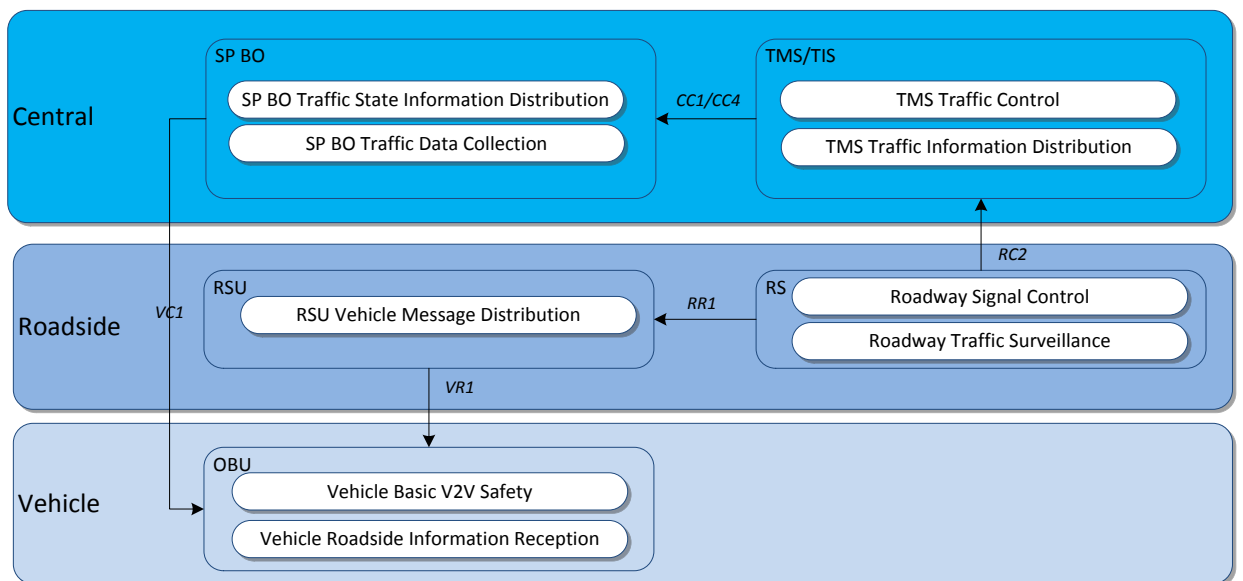 Central
SP BO
SP BO Traffic State Information Distribution
SP BO Traffic Data Collection
CC1/CC4
TMS/TIS
TMS Traffic Control
TMS Traffic Information Distribution
RC2
Roadside
VC1
RSU
RSU Vehicle Message Distribution
RR1
RS
Roadway Signal Control
Roadway Traffic Surveillance
VR1
Vehicle
OBU
Vehicle Basic V2V Safety
Vehicle Roadside Information Reception